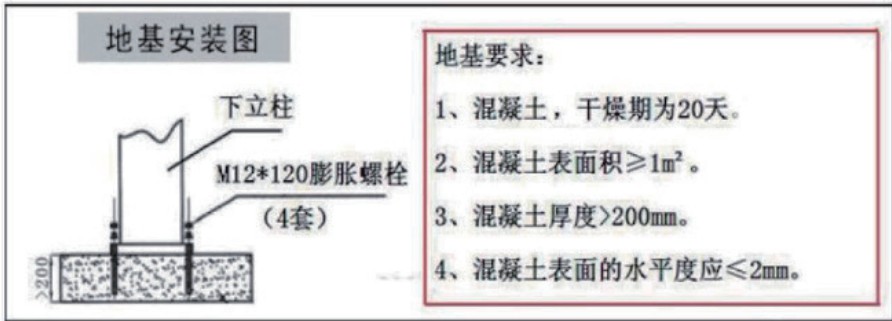 地基安装图
下立柱
M12*120膨胀螺栓
（4套）
>200
地基要求：
1、混凝土，干燥期为20天。
2、混凝土表面积≥1m²。
3、混凝土厚度>200mm。
4、混凝土表面的水平度应≤2mm。